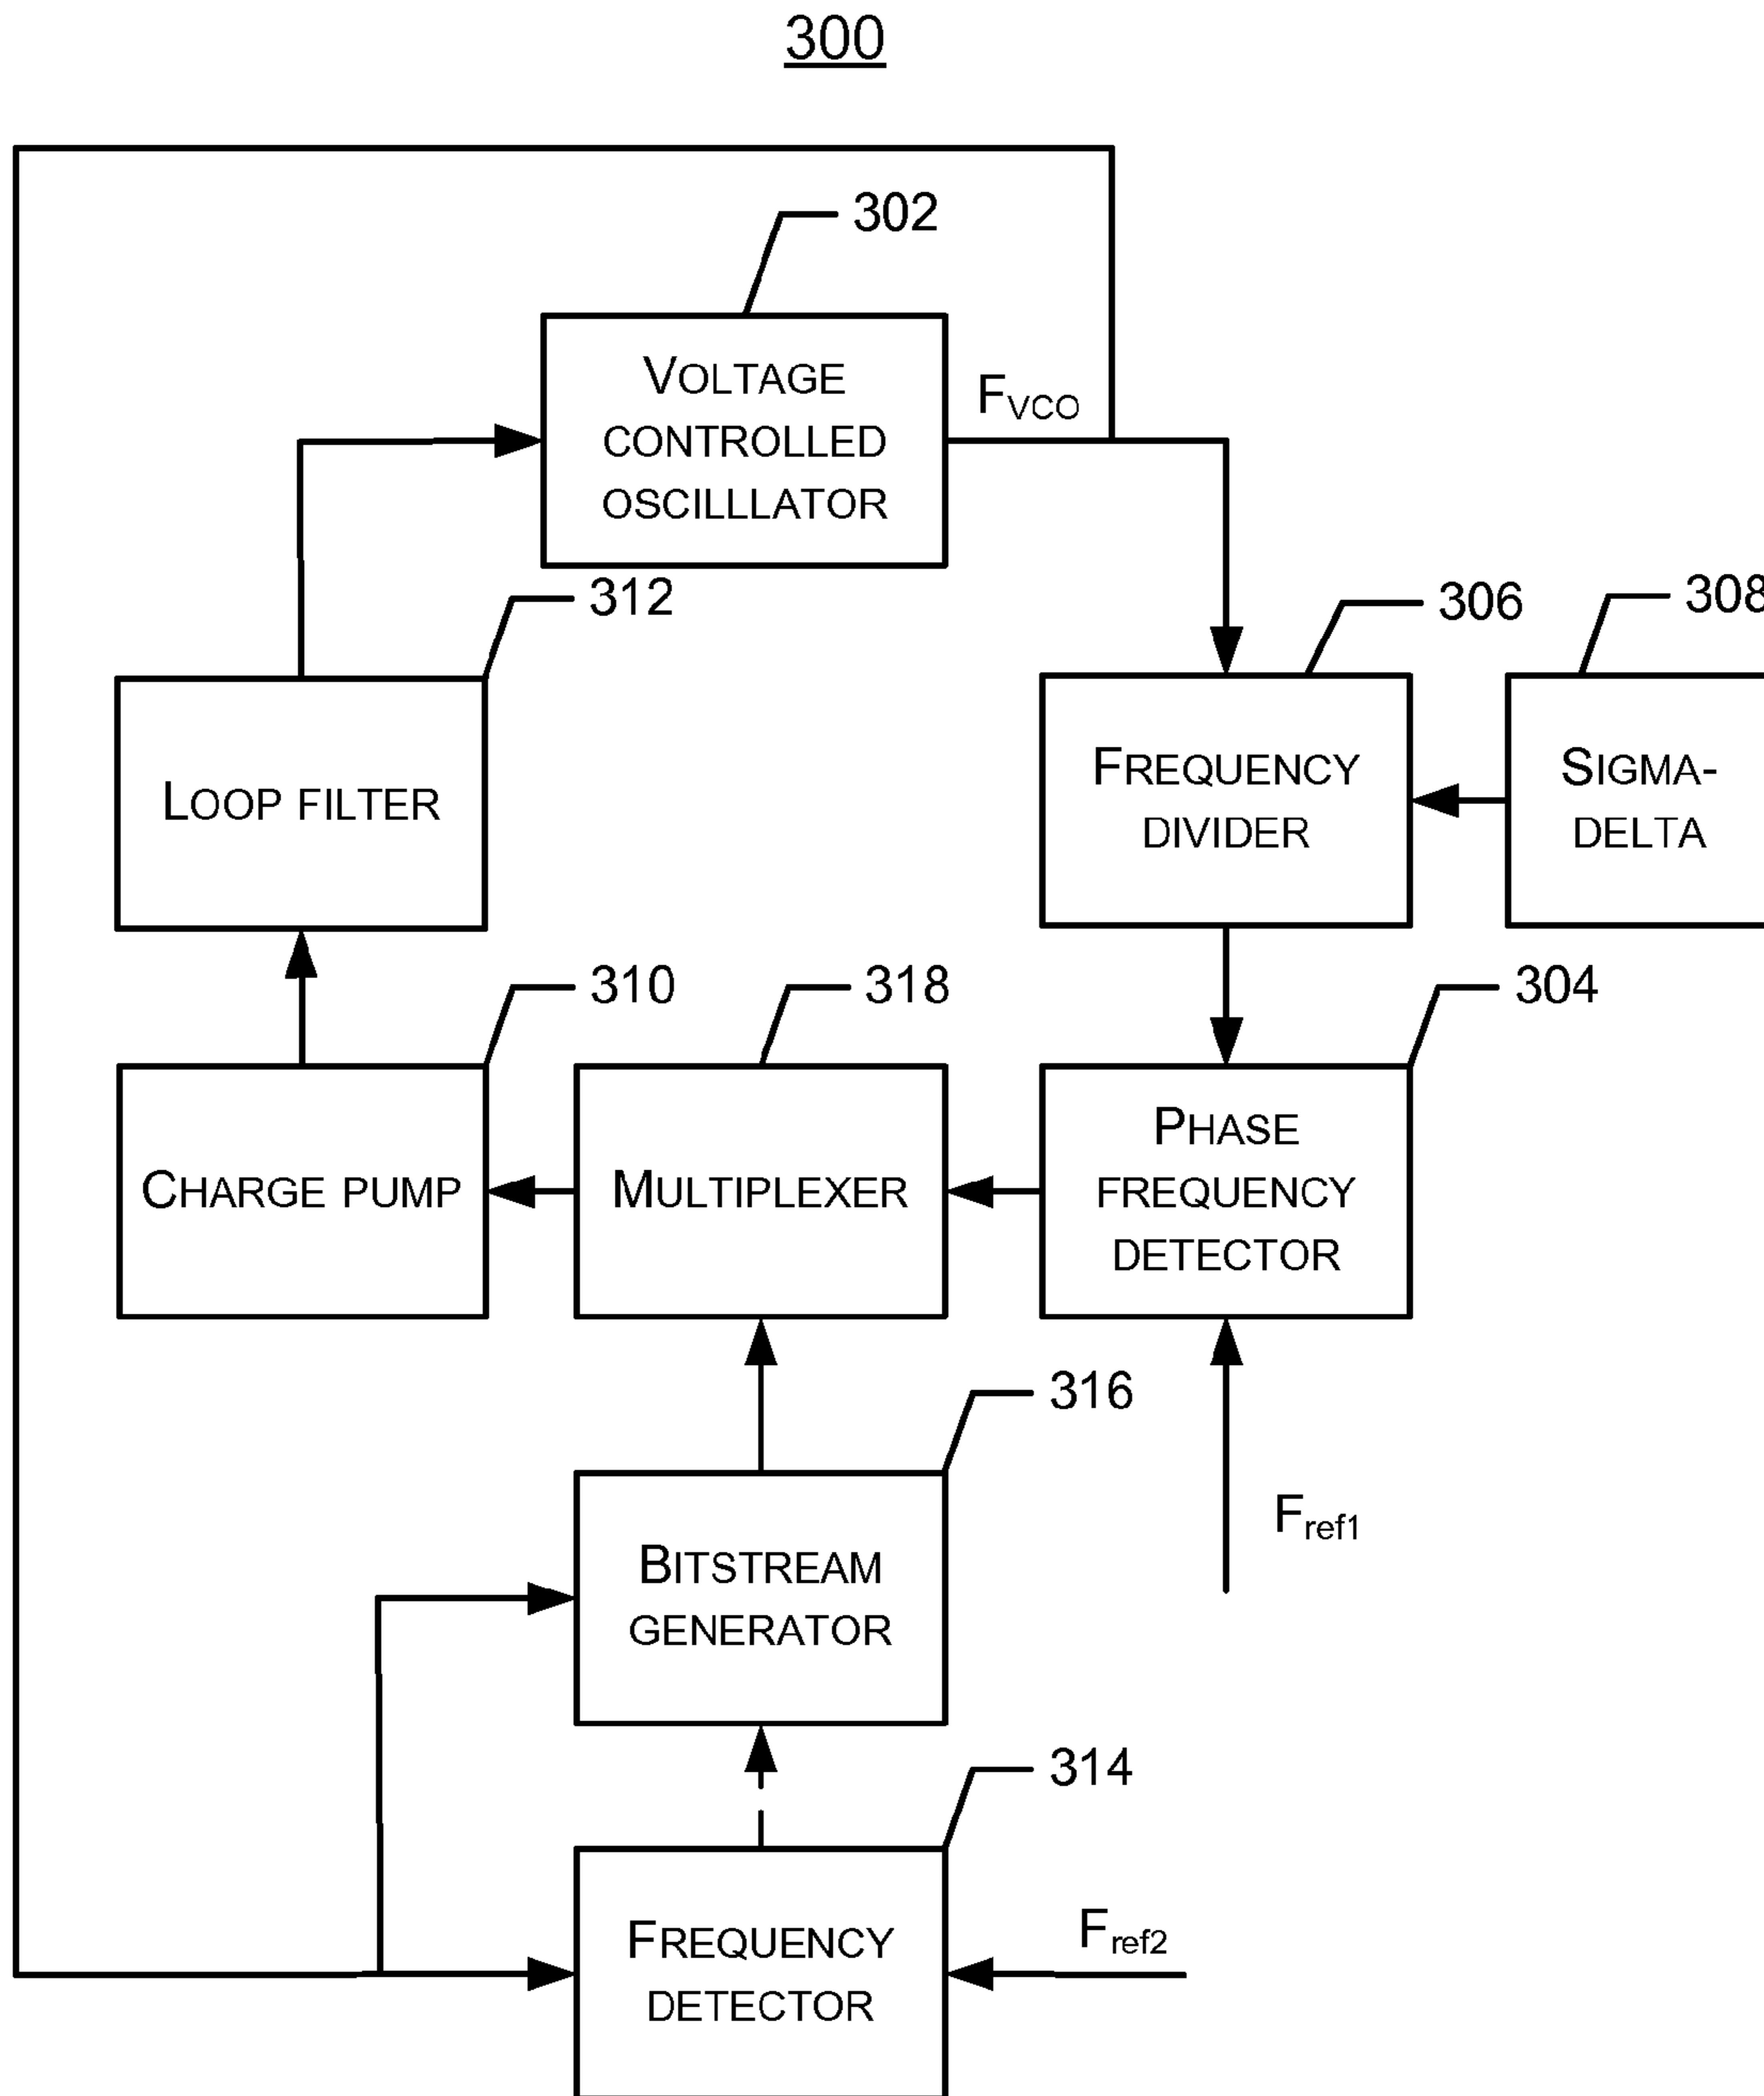 300
302
VOLTAGE
CONTROLLED
OSCILLLATOR
FVCO
312
306
308
LOOP FILTER
FREQUENCY
DIVIDER
SIGMA-
DELTA
310
318
304
CHARGE PUMP
MULTIPLEXER
PHASE
FREQUENCY
DETECTOR
316
Fref1
BITSTREAM
GENERATOR
314
FREQUENCY
DETECTOR
Fref2